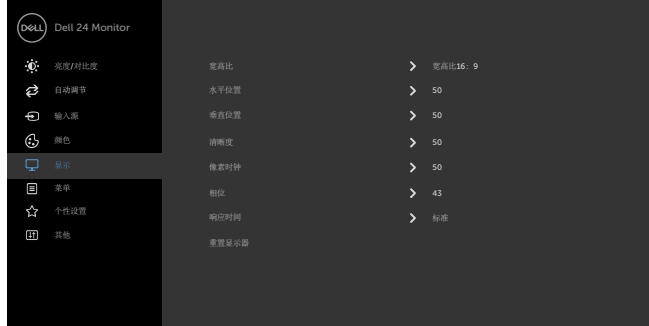 DELL Dell 24 Monitor
亮度/对比度 宽高比 宽高比16: 9
自动调节 水平位置 50
输入源 垂直位置 50
颜色 清晰度 50
显示 像素时钟 50
菜单 相位 43
个性设置 响应时间 标准
其他 重置显示器